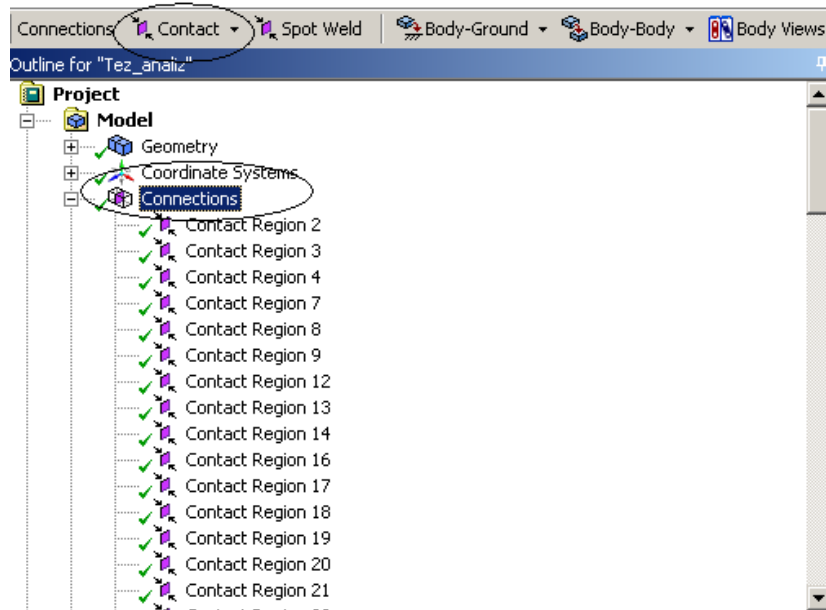 Connections Contact Spot Weld Body-Ground Body-Body Body Views
Outline for "Tez_analiz"
Project
Model
Geometry
Coordinate Systems
Connections
Contact Region 2
Contact Region 3
Contact Region 4
Contact Region 7
Contact Region 8
Contact Region 9
Contact Region 12
Contact Region 13
Contact Region 14
Contact Region 16
Contact Region 17
Contact Region 18
Contact Region 19
Contact Region 20
Contact Region 21